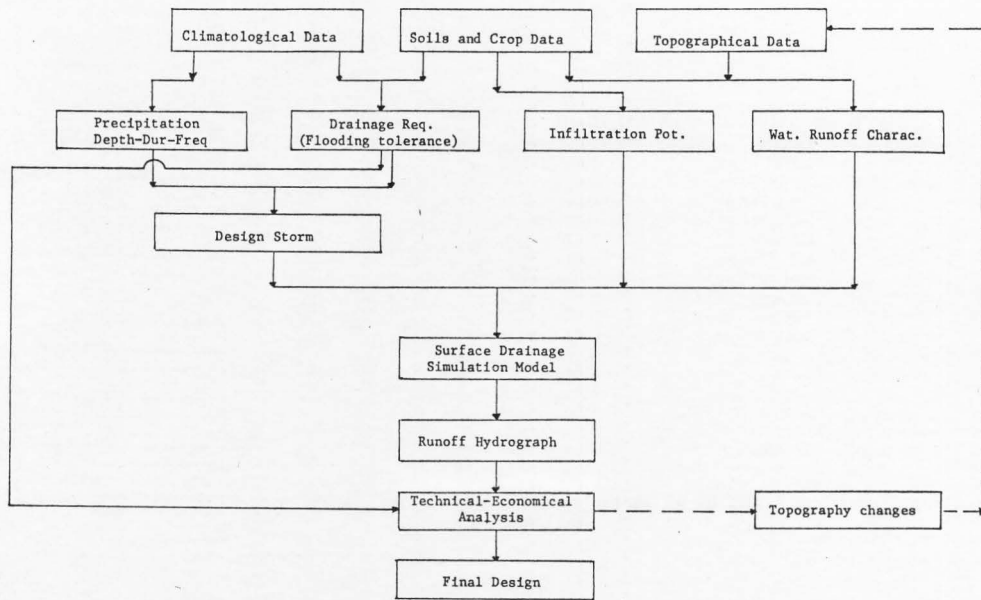 Climatological Data
Soils and Crop Data
Topographical Data
Precipitation
Depth-Dur-Freq
Drainage Req.
(Flooding tolerance)
Infiltration Pot.
Wat. Runoff Charac.
Design Storm
Surface Drainage
Simulation Model
Runoff Hydrograph
Technical-Economical
Analysis
Topography changes
Final Design